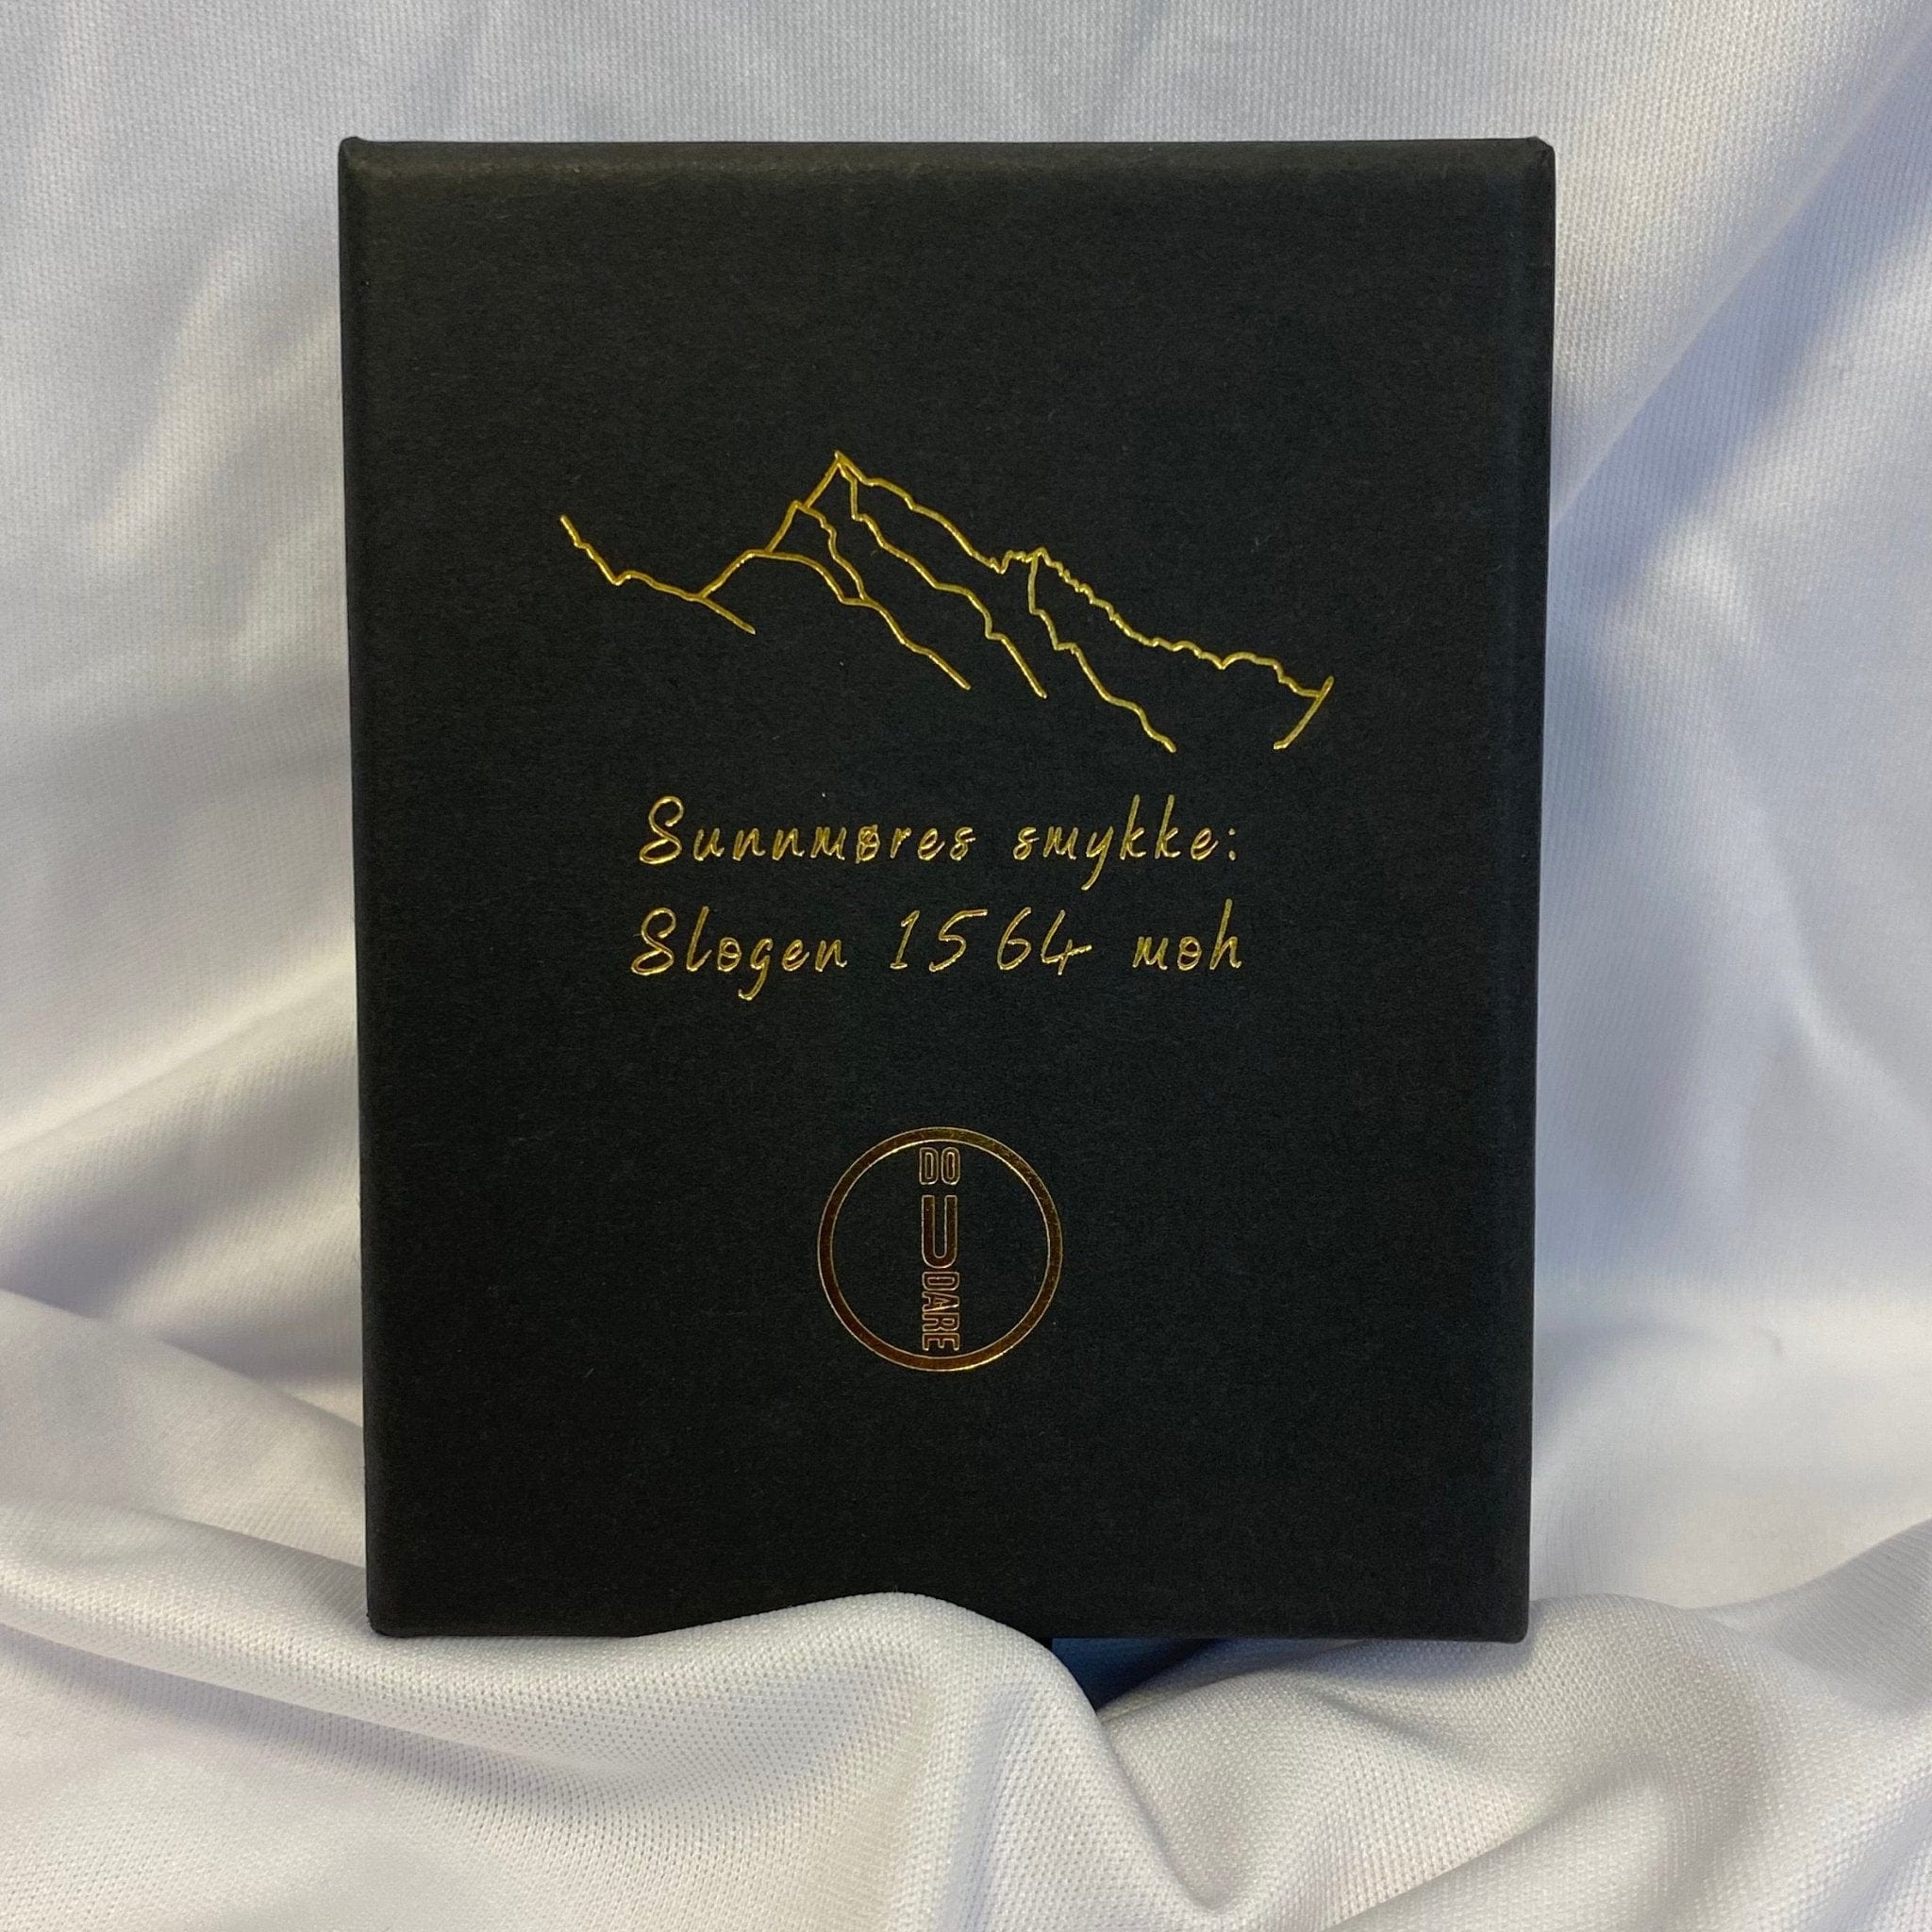 Sunnmøres smykke:
Slogen 1564 moh
DO U DARE